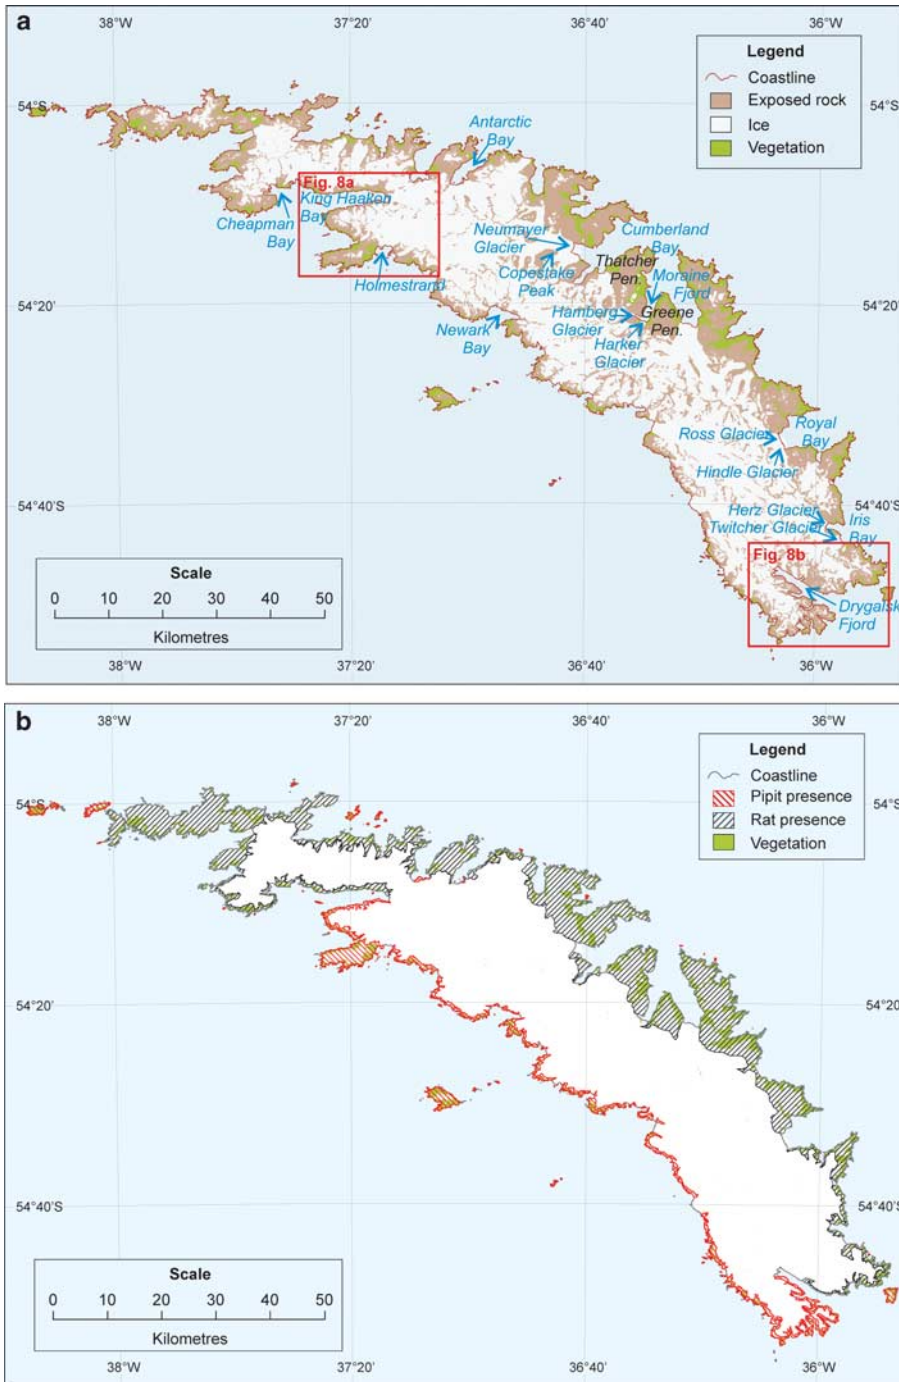 a
38°W
37°20'
36°40'
36°W
Legend
Coastline
Exposed rock
Ice
Vegetation
54°S
54°S
Antarctic
Bay
Fig. 8a
King Haakon
Bay
Cheapman
Bay
Holmestrand
Neumayer
Glacier
Copestake
Peak
Cumberland
Bay
Thatcher
Pen.
Moraine
Fjord
Hamberg
Glacier
Greene
Pen.
Harker
Glacier
Newark
Bay
54°20'
54°20'
Ross Glacier
Royal
Bay
Hindle Glacier
54°40'S
54°40'S
Herz Glacier
Twitcher Glacier
Iris
Bay
Fig. 8b
Drygalsk
Fjord
Scale
0 10 20 30 40 50
Kilometres
38°W
37°20'
36°40'
36°W
b
38°W
37°20'
36°40'
36°W
Legend
Coastline
Pipit presence
Rat presence
Vegetation
54°S
54°S
54°20'
54°20'
54°40'S
54°40'S
Scale
0 10 20 30 40 50
Kilometres
38°W
37°20'
36°40'
36°W